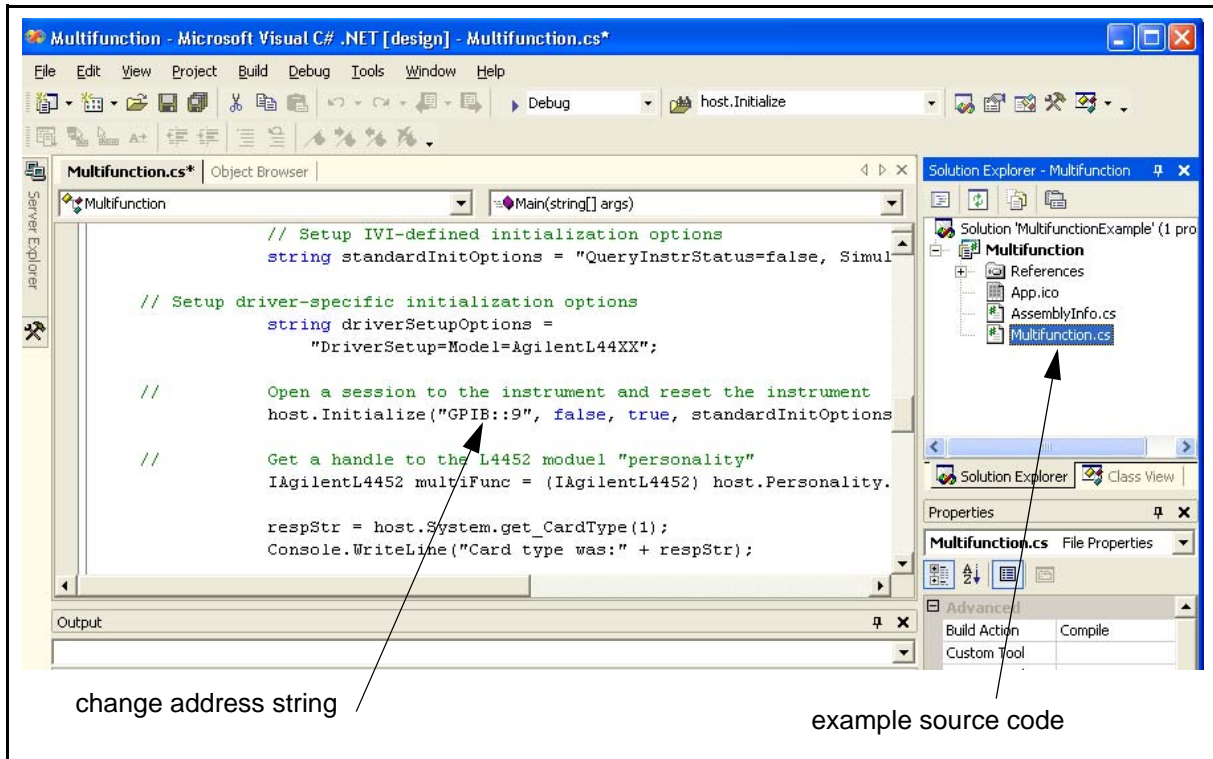 Multifunction - Microsoft Visual C# .NET [design] - Multifunction.cs*
File Edit View Project Build Debug Tools Window Help
Debug host.Initialize
Server Explorer
Multifunction.cs* Object Browser
Multifunction Main(string[] args)
// Setup IVI-defined initialization options
string standardInitOptions = "QueryInstrStatus=false, Simul
// Setup driver-specific initialization options
string driverSetupOptions =
"DriverSetup=Model=AgilentL44XX";
// Open a session to the instrument and reset the instrument
host.Initialize("GPIB::9", false, true, standardInitOptions
// Get a handle to the L4452 moduel "personality"
IAgilentL4452 multiFunc = (IAgilentL4452) host.Personality.
respStr = host.System.get_CardType(1);
Console.WriteLine("Card type was:" + respStr);
Output
Solution Explorer - Multifunction
Solution 'MultifunctionExample' (1 pro
Multifunction
References
App.ico
AssemblyInfo.cs
Multifunction.cs
Solution Explorer Class View
Properties
Multifunction.cs File Properties
Advanced
Build Action Compile
Custom Tool
change address string
example source code